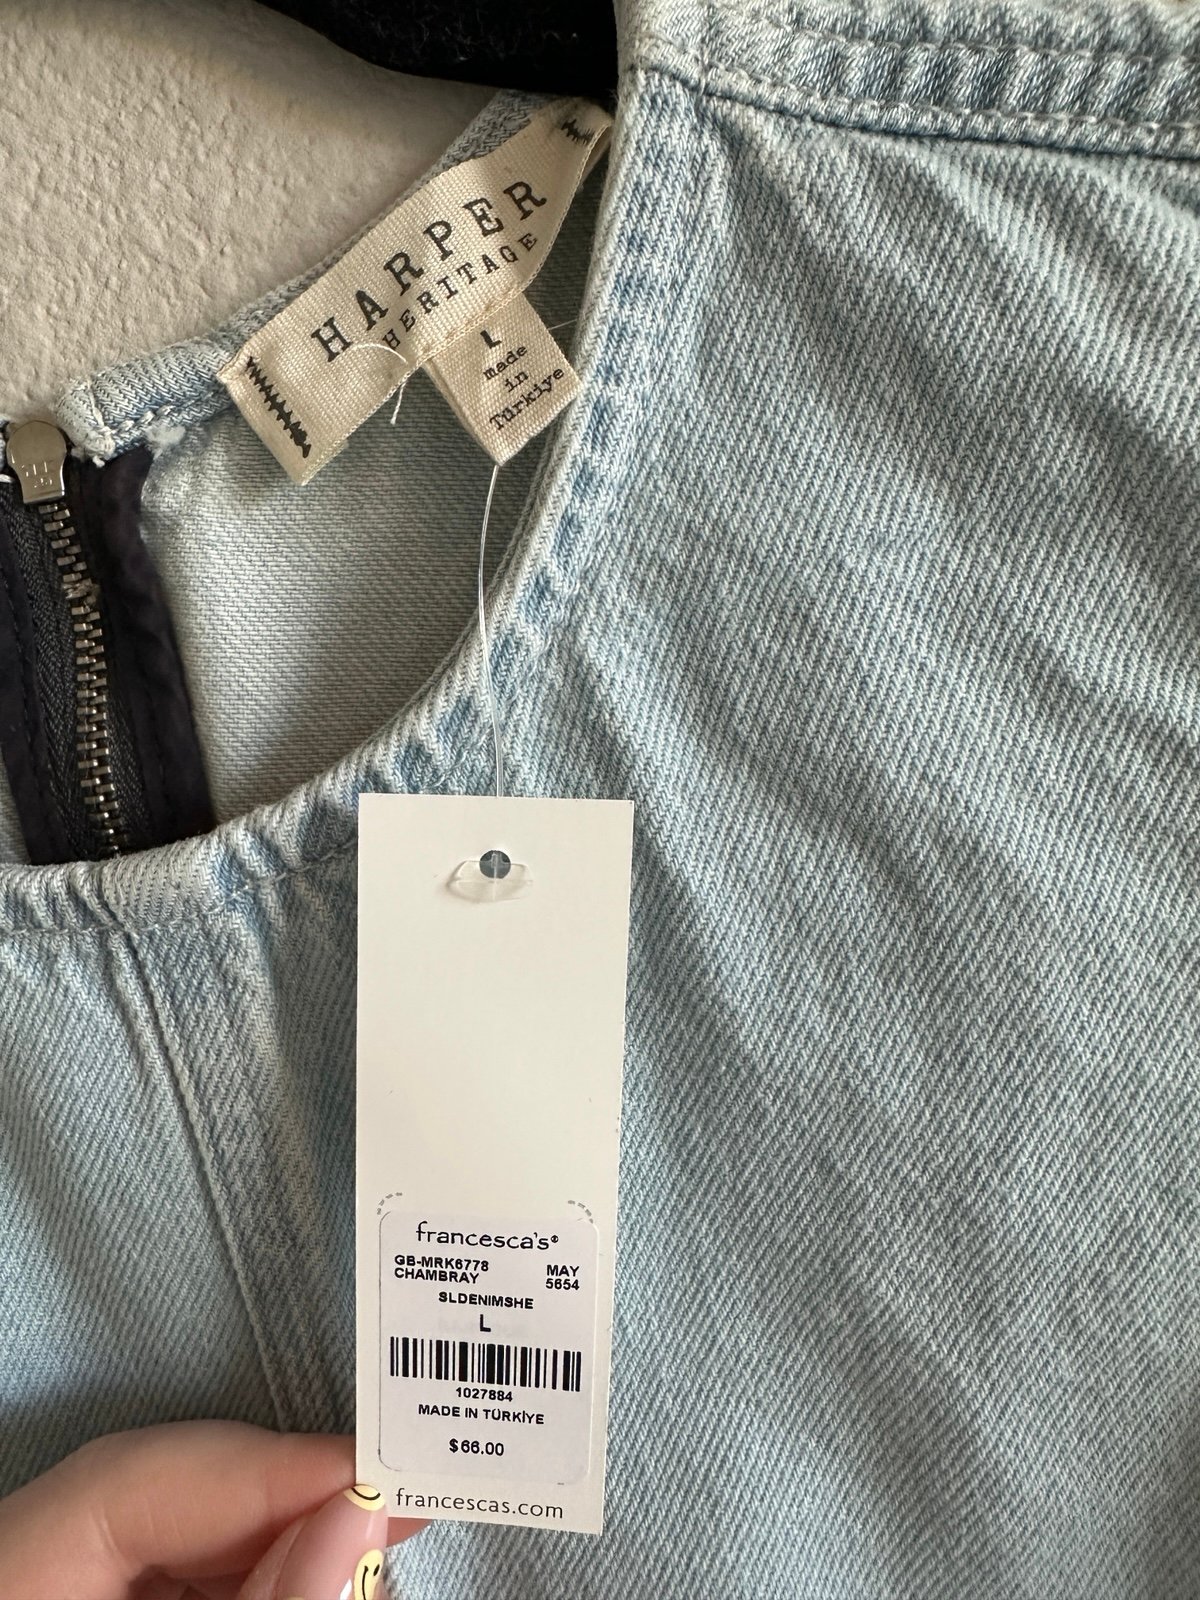 HARPER
HERITAGE
L
made
in
Türkiye
francesca's®
GB-MRK6778 MAY
CHAMBRAY 5654
SLDENIMSHE
L
1027884
MADE IN TÜRKİYE
$66.00
francescas.com